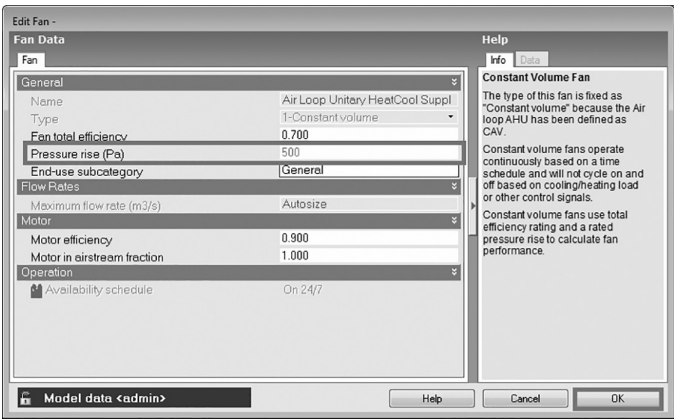 Edit Fan -
Fan Data
Fan
General
Name Air Loop Unitary HeatCool Suppl
Type 1-Constant volume
Fan total efficiency 0.700
Pressure rise (Pa) 500
End-use subcategory General
Flow Rates
Maximum flow rate (m3/s) Autosize
Motor
Motor efficiency 0.900
Motor in airstream fraction 1.000
Operation
Availability schedule On 24/7
Model data <admin>
Help
Info Data
Constant Volume Fan
The type of this fan is fixed as
"Constant volume" because the Air
loop AHU has been defined as
CAV.
Constant volume fans operate
continuously based on a time
schedule and will not cycle on and
off based on cooling/heating load
or other control signals.
Constant volume fans use total
efficiency rating and a rated
pressure rise to calculate fan
performance.
Help Cancel OK